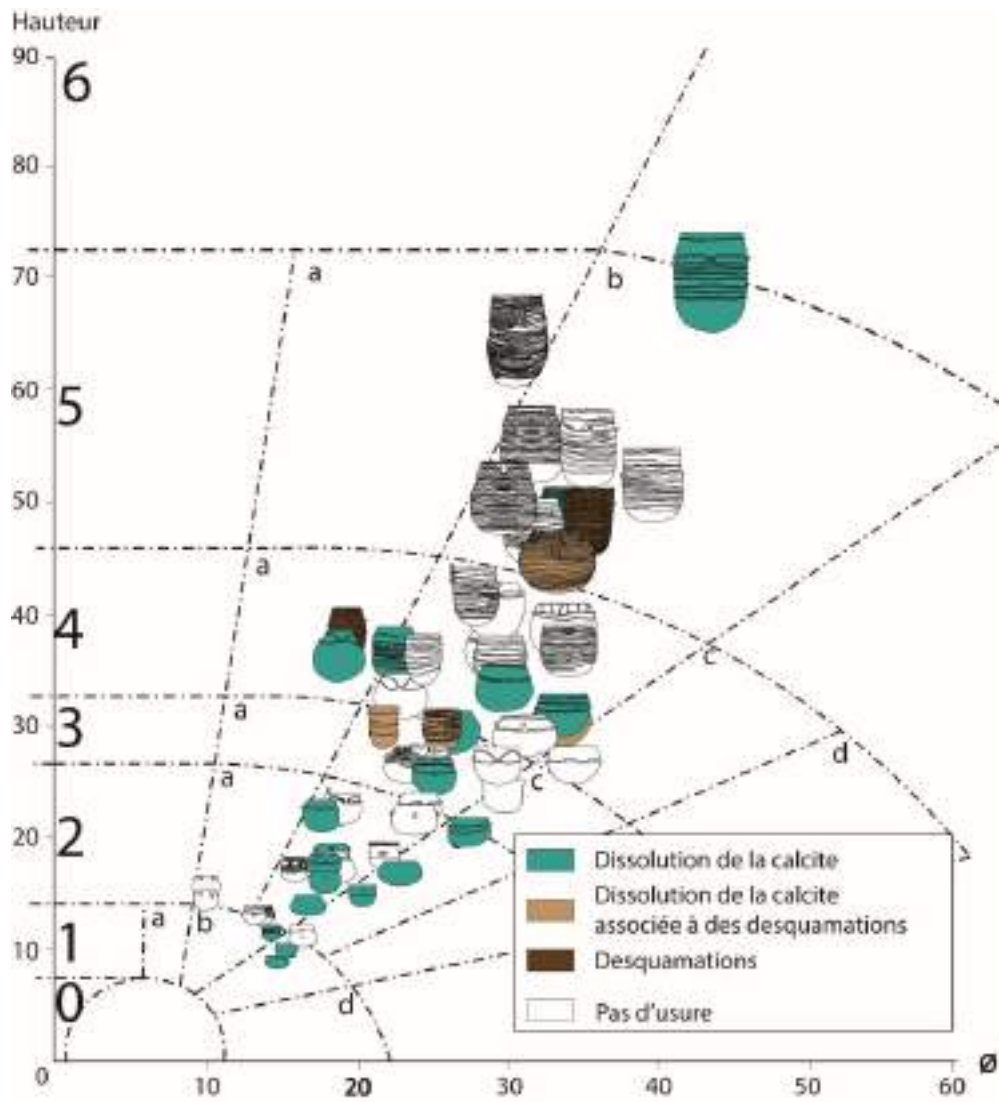 Hauteur
90
6
80
70
a
b
60
5
50
a
40
4
c
a
30
3
d
a
c
20
2
Dissolution de la calcite
Dissolution de la calcite
associée à des desquamations
a
b
1
10
Desquamations
0
d
Pas d'usure
0
10
20
30
40
50
60
Ø